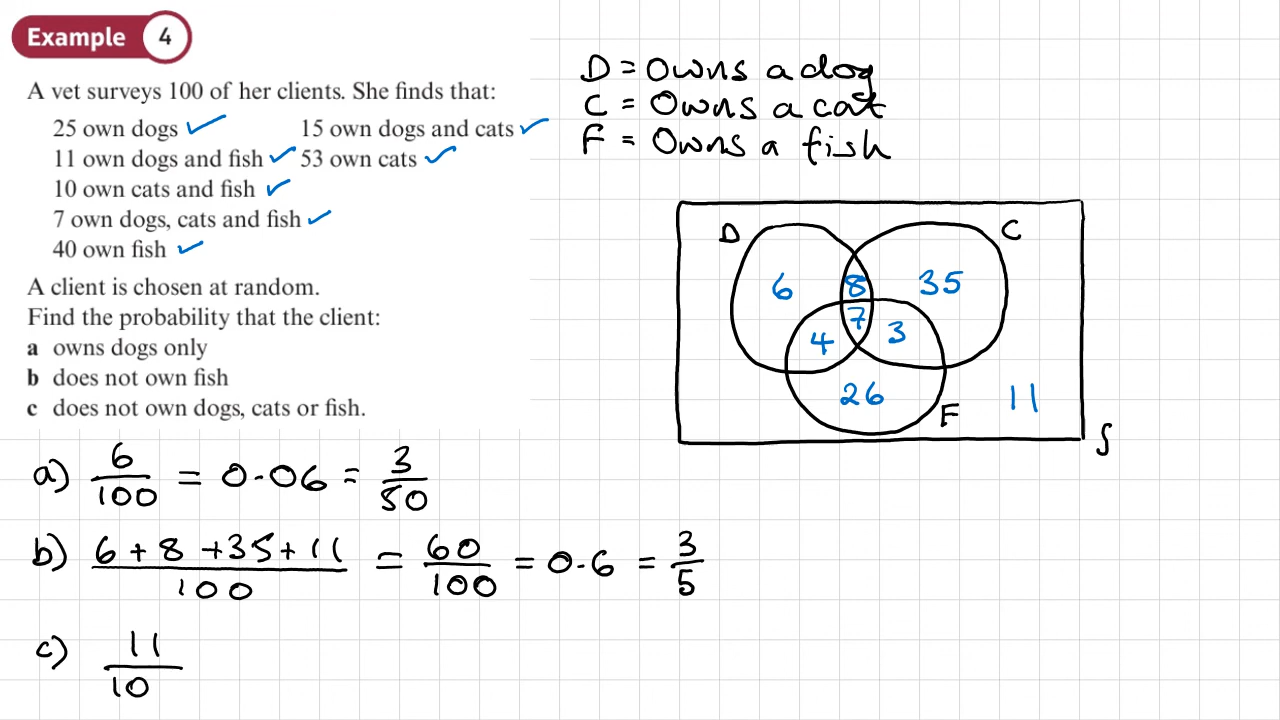 Example 4
A vet surveys 100 of her clients. She finds that:
25 own dogs ✓ 15 own dogs and cats ✓
11 own dogs and fish ✓ 53 own cats ✓
10 own cats and fish ✓
7 own dogs, cats and fish ✓
40 own fish ✓
A client is chosen at random.
Find the probability that the client:
a owns dogs only
b does not own fish
c does not own dogs, cats or fish.
D = Owns a dog
C = Owns a cat
F = Owns a fish
D C
6 8 35
7
4 3
26 11
F
S
a) 6/100 = 0.06 = 3/50
b) 6 + 8 + 35 + 11/100 = 60/100 = 0.6 = 3/5
c) 11/10